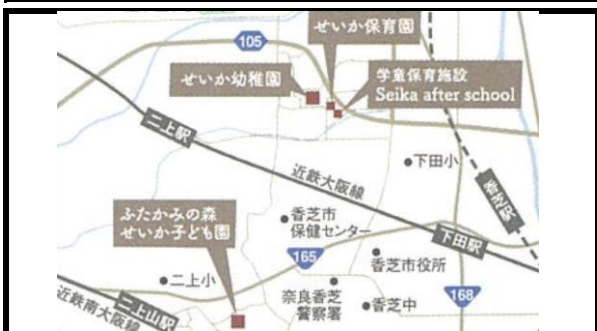 せいか保育園
105
せいか幼稚園
学童保育施設
Seika after school
二上駅
下田小
近鉄大阪線
香芝駅
ふたかみの森
せいか子ども園
香芝市
保健センター
下田駅
165
香芝市役所
二上小
168
奈良香芝
警察署
香芝中
近鉄南大阪線
二上山駅